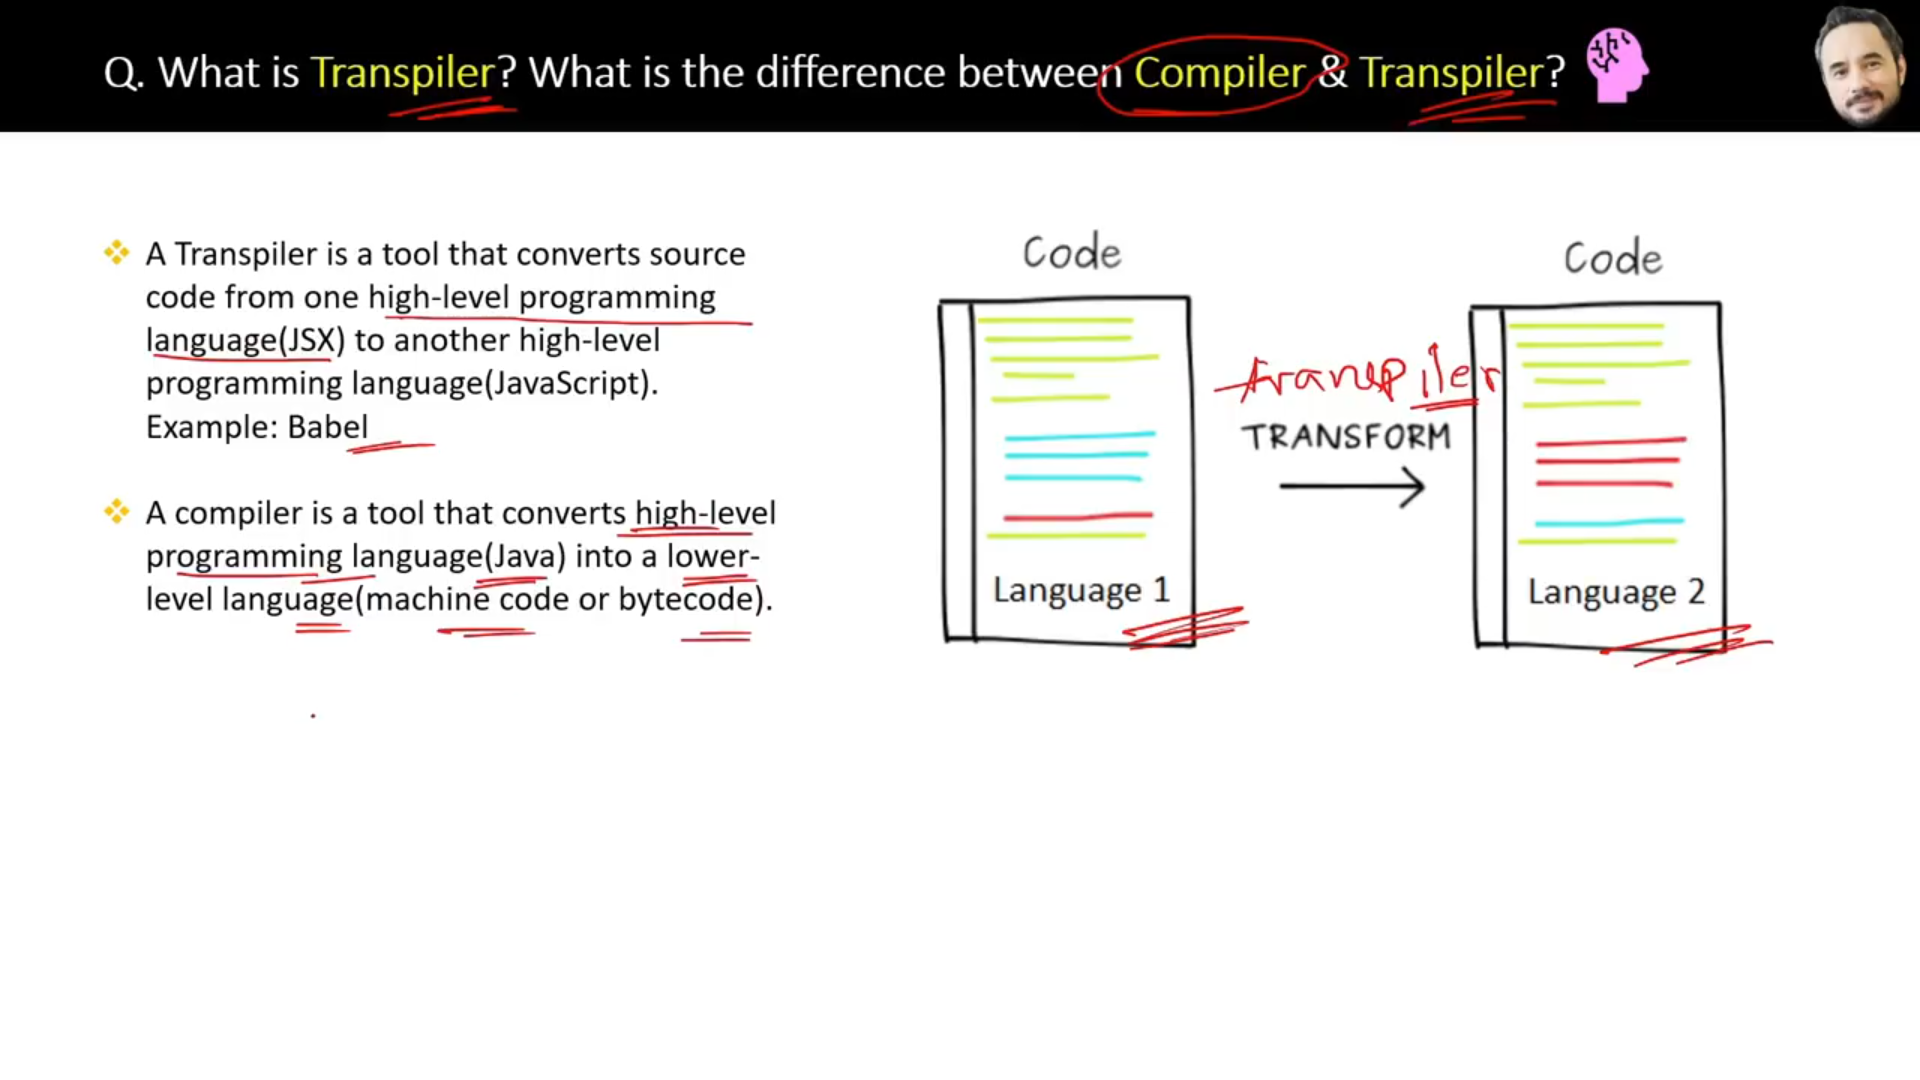 Q. What is Transpiler? What is the difference between Compiler & Transpiler?
A Transpiler is a tool that converts source
code from one high-level programming
language(JSX) to another high-level
programming language(JavaScript).
Example: Babel
A compiler is a tool that converts high-level
programming language(Java) into a lower-
level language(machine code or bytecode).
Code
Language 1
transpiler
TRANSFORM
Code
Language 2